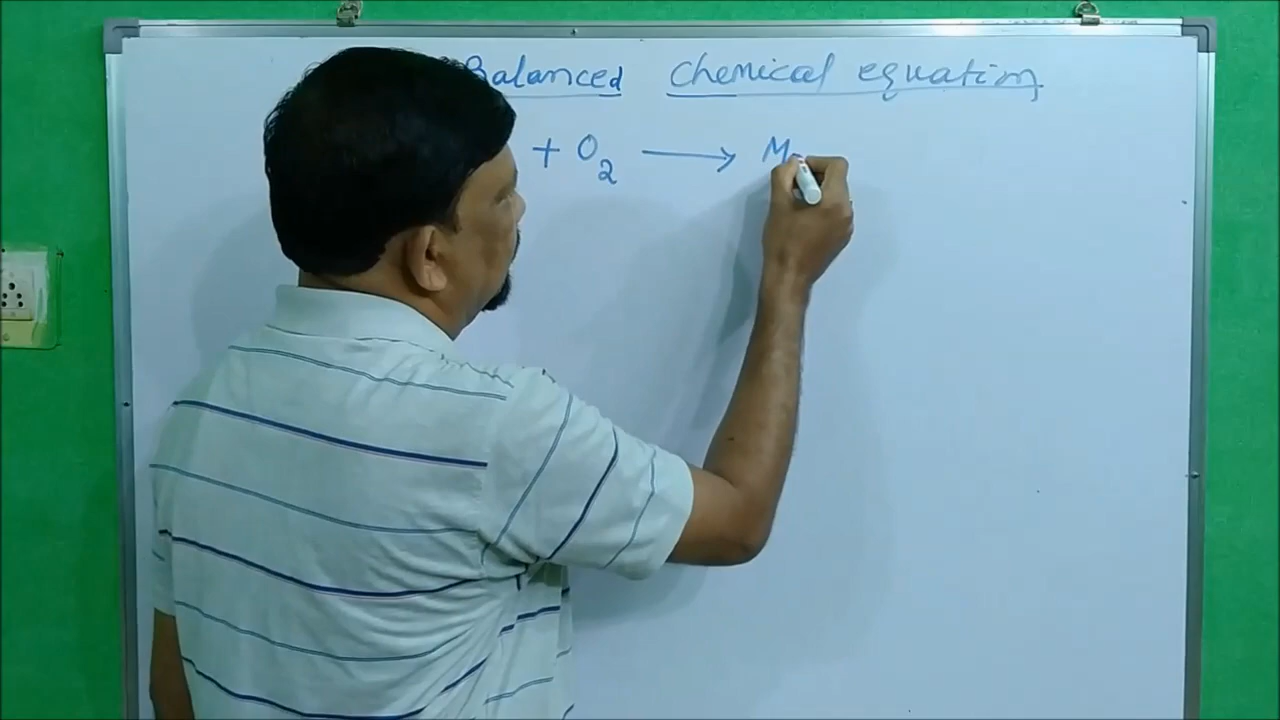 Balanced Chemical equation
+ O₂ → M